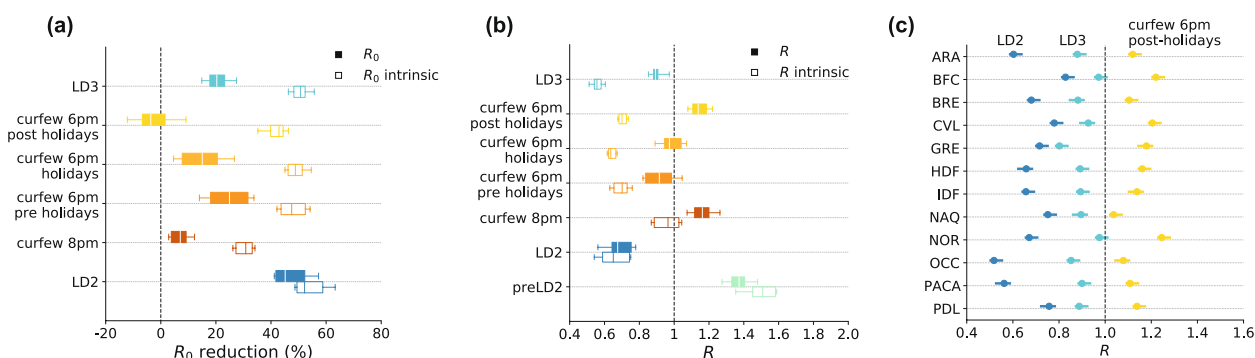 (a)
R0
R0 intrinsic
LD3
curfew 6pm
post holidays
curfew 6pm
holidays
curfew 6pm
pre holidays
curfew 8pm
LD2
-20 0 20 40 60 80
R0 reduction (%)
(b)
R
R intrinsic
LD3
curfew 6pm
post holidays
curfew 6pm
holidays
curfew 6pm
pre holidays
curfew 8pm
LD2
preLD2
0.4 0.6 0.8 1 1.2 1.4 1.6 1.8 2.0
R
(c)
LD2 LD3 curfew 6pm
post-holidays
ARA
BFC
BRE
CVL
GRE
HDF
IDF
NAQ
NOR
OCC
PACA
PDL
0.4 0.6 0.8 1.0 1.2 1.4 1.6
R